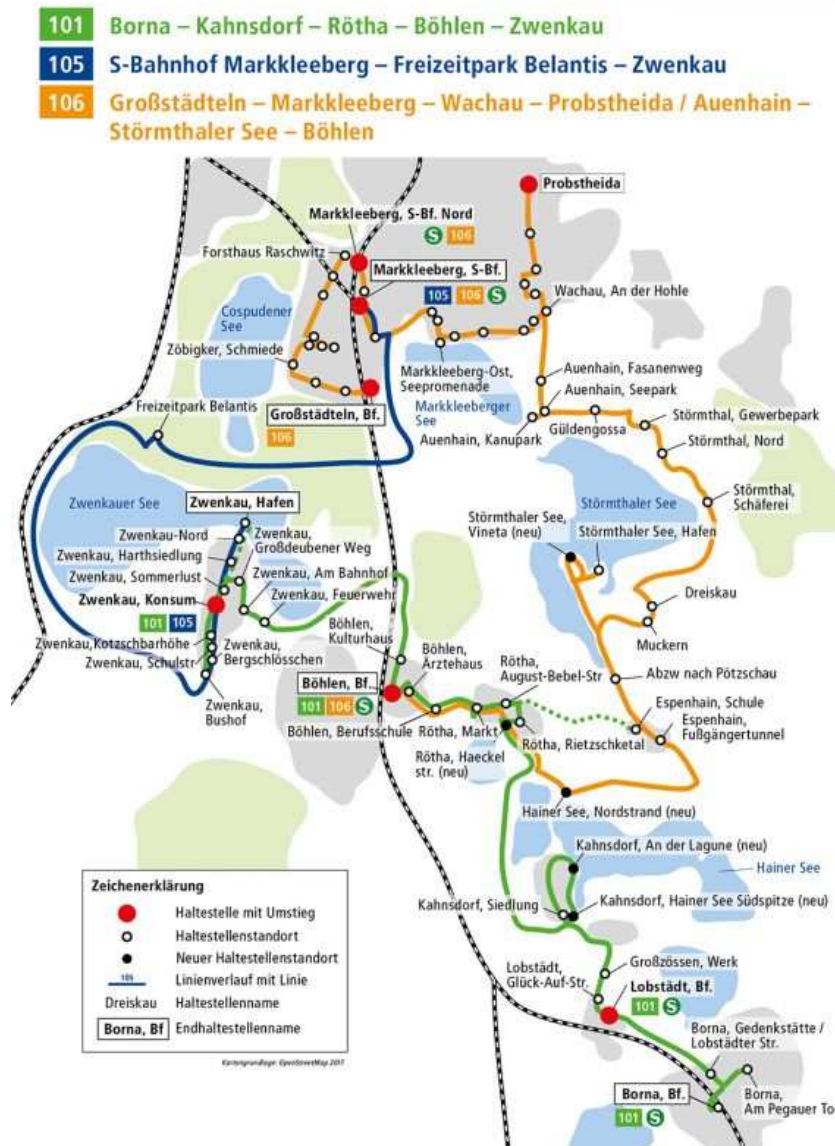 101 Borna – Kahnsdorf – Rötha – Böhlen – Zwenkau
105 S-Bahnhof Markkleeberg – Freizeitpark Belantis – Zwenkau
106 Großstädteln – Markkleeberg – Wachau – Probstheida / Auenhain –
Störmthaler See – Böhlen
Probstheida
Markkleeberg, S-Bf. Nord
S 106
Forsthaus Raschwitz
Markkleeberg, S-Bf.
105 106 S
Wachau, An der Hohle
Cospudener
See
Zöbigker, Schmiede
Markkleeberg-Ost,
Seepromenade
Auenhain, Fasanenweg
Auenhain, Seepark
Freizeitpark Belantis
Großstädteln, Bf.
106
Markkleeberger
See
Auenhain, Kanupark
Güldengossa
Störmthal, Gewerbepark
Störmthal, Nord
Zwenkauer See
Zwenkau, Hafen
Störmthaler See
Störmthal,
Schäferei
Zwenkau-Nord
Zwenkau,
Großdeubener Weg
Störmthaler See,
Vineta (neu)
Störmthaler See, Hafen
Zwenkau, Harthsiedlung
Zwenkau, Sommerlust
Zwenkau, Am Bahnhof
Zwenkau, Feuerwehr
Dreiskau
Zwenkau, Konsum
101 105
Böhlen,
Kulturhaus
Muckern
Zwenkau,Kotzschbarhöhe
Zwenkau, Schulstr
Zwenkau,
Bergschlösschen
Böhlen,
Ärztehaus
Rötha,
August-Bebel-Str
Abzw nach Pötzschau
Zwenkau,
Bushof
Böhlen, Bf.
101 106 S
Espenhain, Schule
Espenhain,
Fußgängertunnel
Böhlen, Berufsschule
Rötha, Markt
Rötha, Rietzschketal
Rötha, Haeckel
str. (neu)
Hainer See, Nordstrand (neu)
Kahnsdorf, An der Lagune (neu)
Hainer See
Kahnsdorf, Siedlung
Kahnsdorf, Hainer See Südspitze (neu)
Großzössen, Werk
Lobstädt,
Glück-Auf-Str.
Lobstädt, Bf.
101 S
Borna, Gedenkstätte /
Lobstädter Str.
Borna, Bf.
101 S
Borna,
Am Pegauer To
Zeichenerklärung
Haltestelle mit Umstieg
Haltestellenstandort
Neuer Haltestellenstandort
105 Linienverlauf mit Linie
Dreiskau Haltestellenname
Borna, Bf Endhaltestellenname
Kartengrundlage: OpenStreetMap 2017